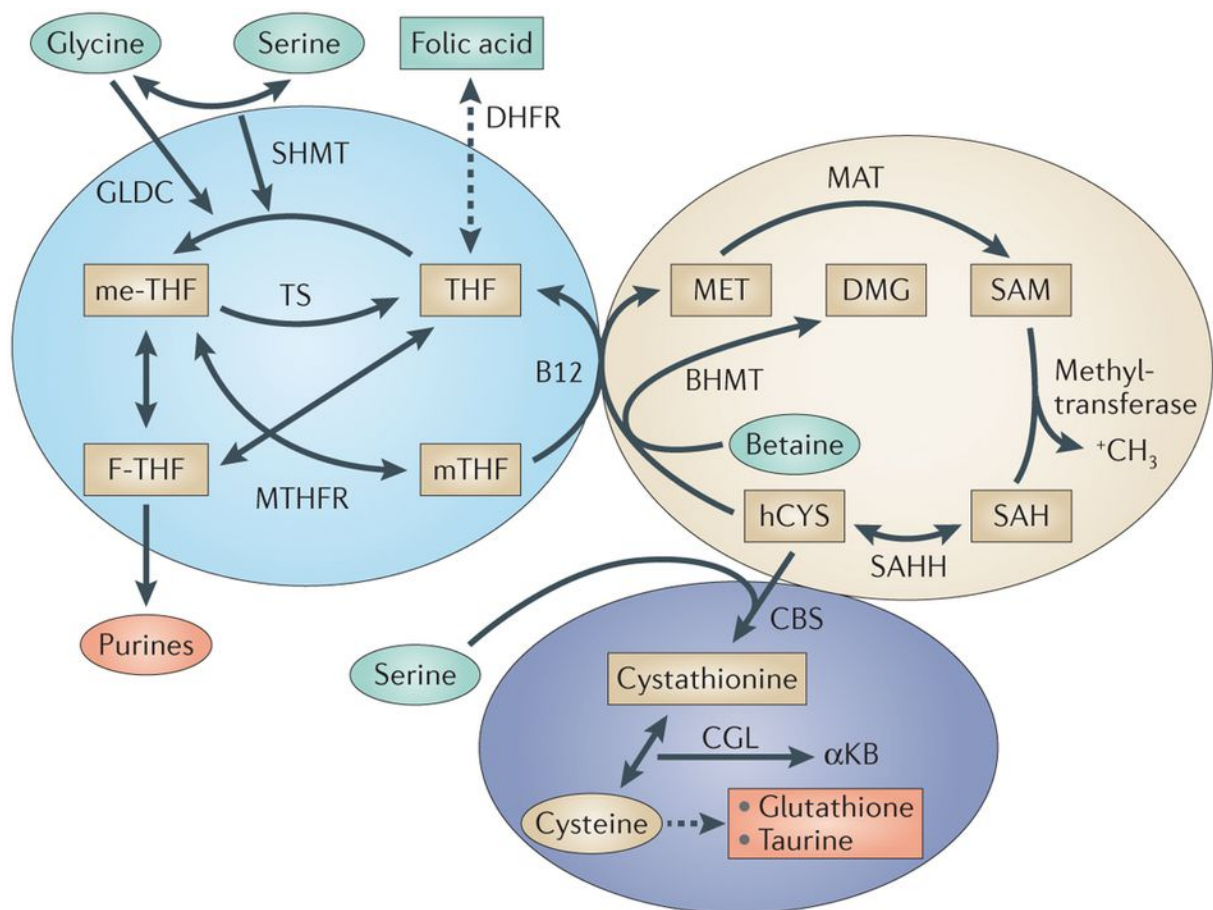 Glycine
Serine
Folic acid
DHFR
SHMT
GLDC
MAT
me-THF
TS
THF
MET
DMG
SAM
B12
BHMT
Methyl-
transferase
⁺CH₃
Betaine
F-THF
MTHFR
mTHF
hCYS
SAHH
SAH
Purines
Serine
CBS
Cystathionine
CGL
αKB
Cysteine
• Glutathione
• Taurine